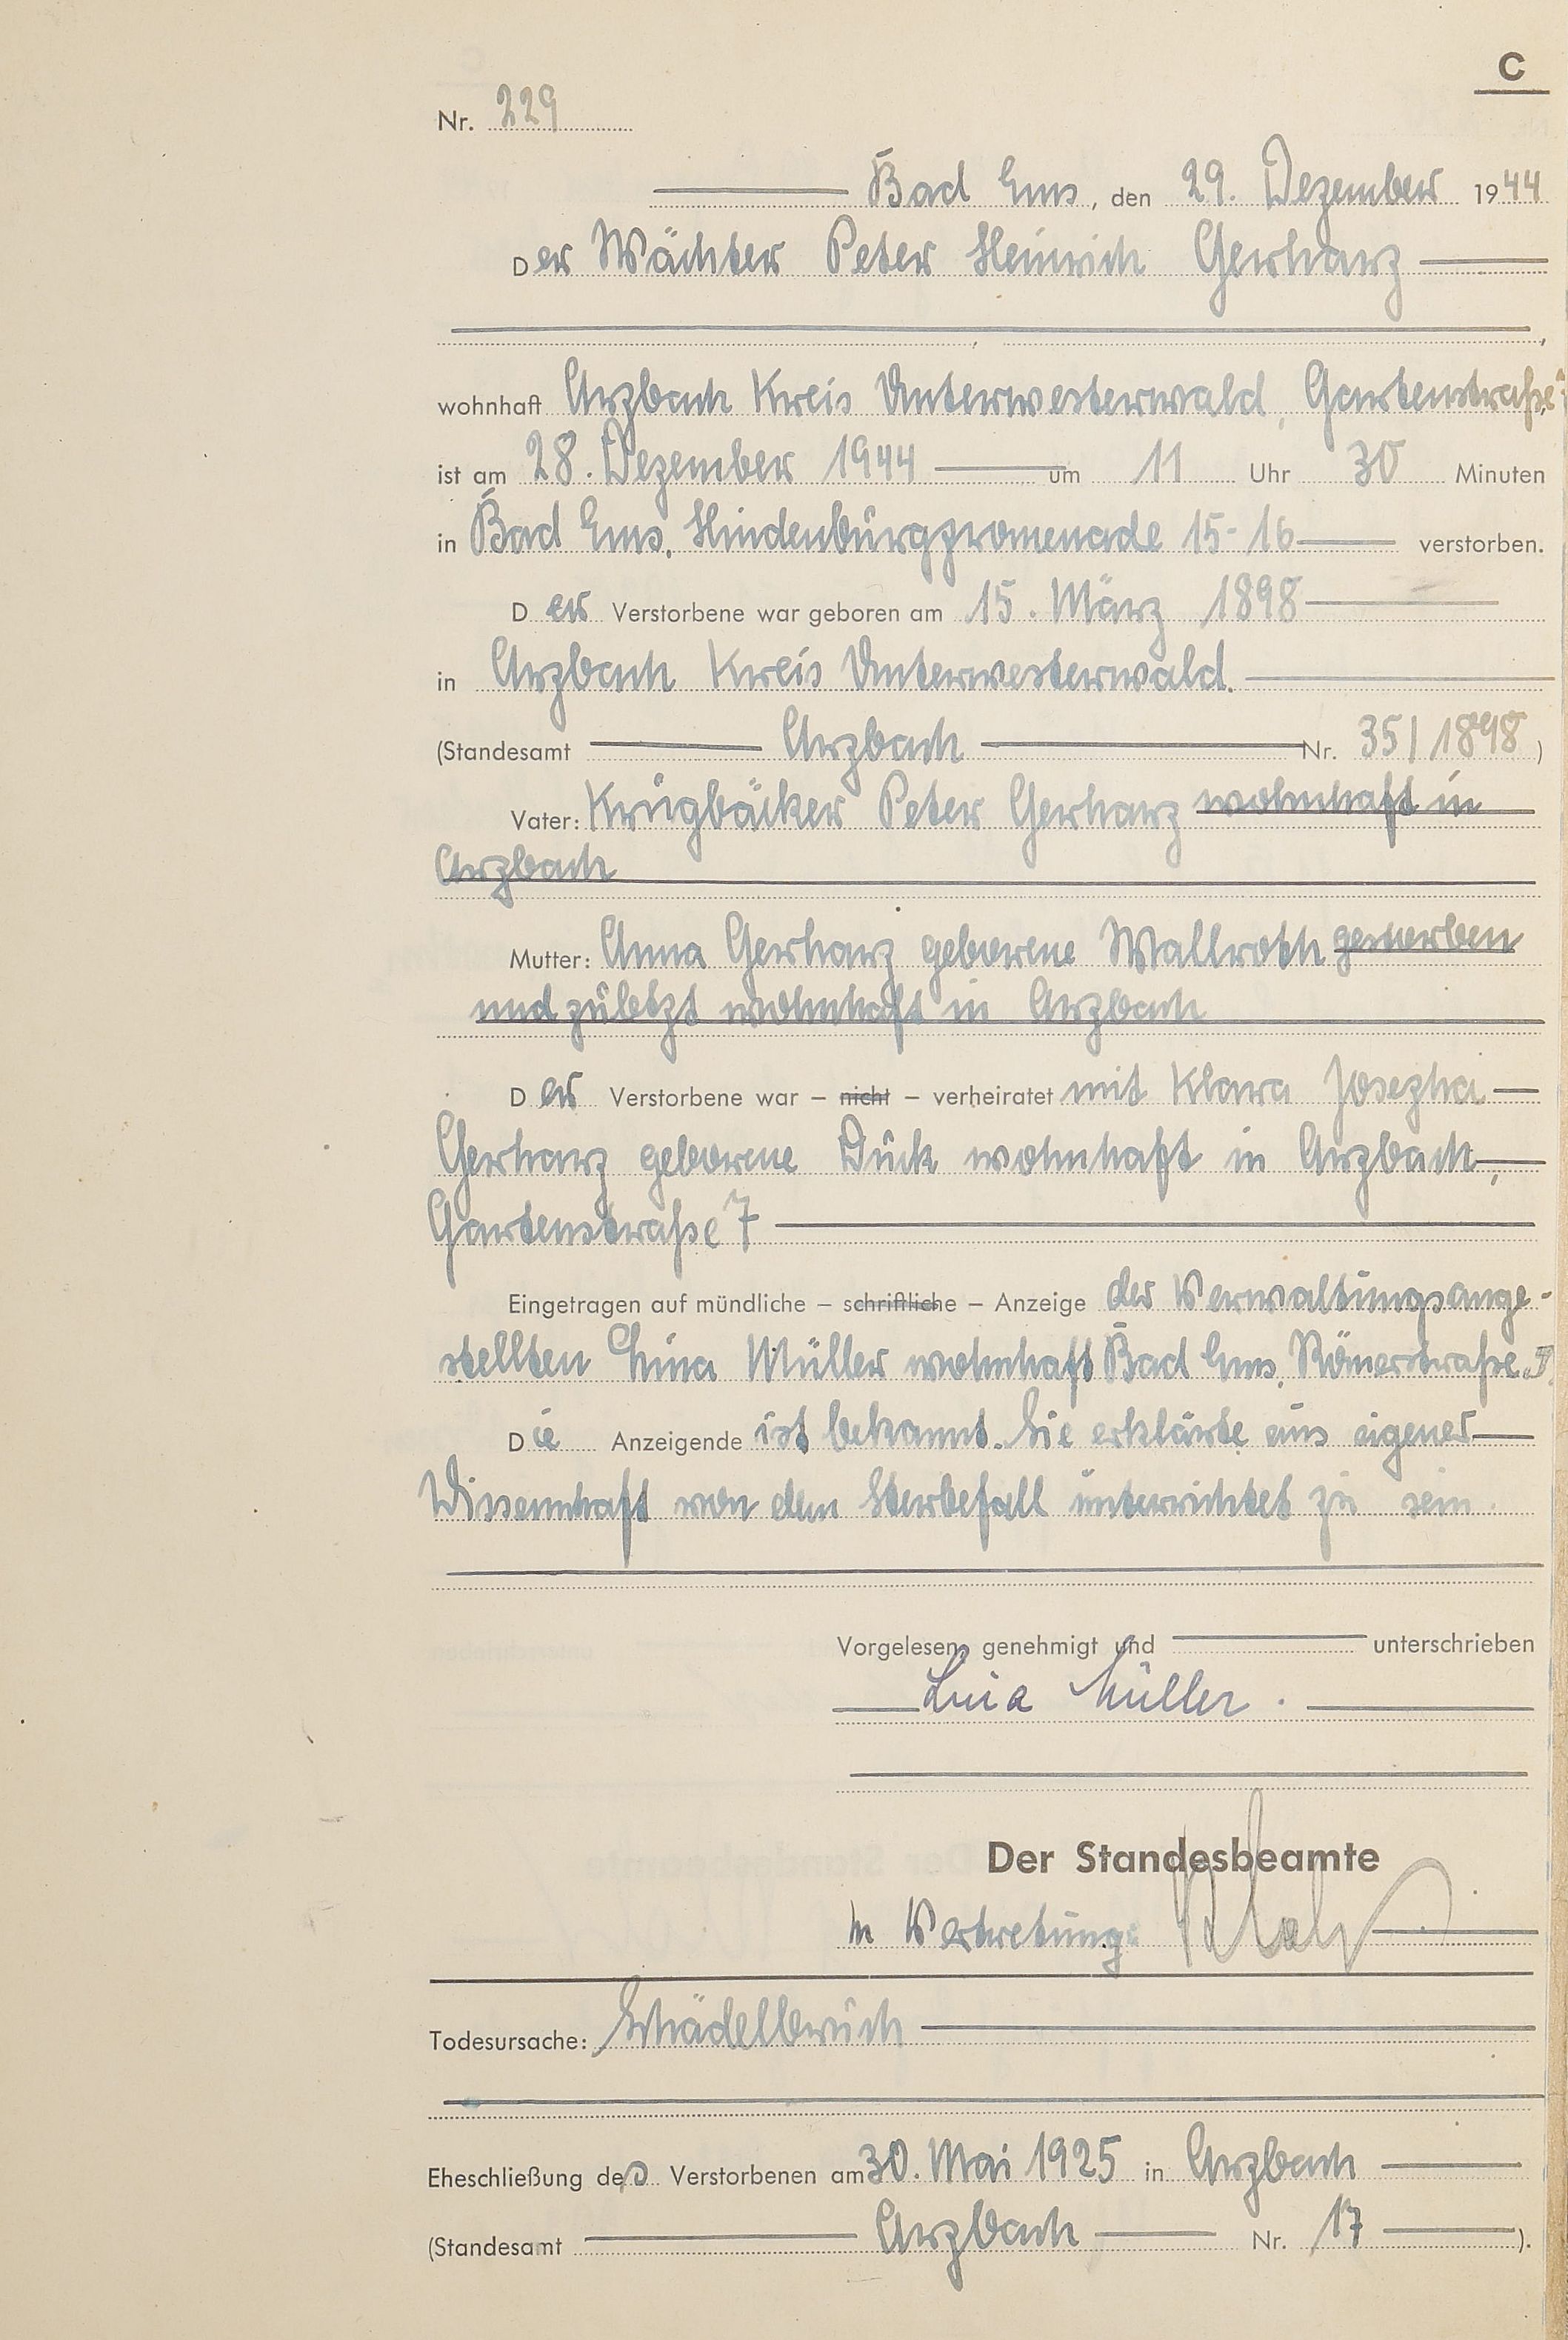 C
Nr. 229
Bad Ems, den 29. Dezember 1944
Der Wächter Peter Heinrich Gerharz
wohnhaft Arzbach Kreis Unterwesterwald, Gartenstraße
ist am 28. Dezember 1944 um 11 Uhr 30 Minuten
in Bad Ems, Hindenburgpromenade 15-16 verstorben.
Der Verstorbene war geboren am 15. März 1898
in Arzbach Kreis Unterwesterwald.
(Standesamt Arzbach Nr. 35/1898)
Vater: Krugbäcker Peter Gerharz wohnhaft in
Arzbach
Mutter: Anna Gerharz geborene Wallroth gestorben
und zuletzt wohnhaft in Arzbach
Der Verstorbene war – nicht – verheiratet mit Klara Josepha
Gerharz geborene Dück wohnhaft in Arzbach,
Gartenstraße 7
Eingetragen auf mündliche – schriftliche – Anzeige der Verwaltungsange-
stellten Luia Müller wohnhaft Bad Ems, Römerstraße
Die Anzeigende ist bekannt. Sie erklärte aus eigener
Wissenschaft von dem Sterbefall unterrichtet zu sein.
Vorgelesen, genehmigt und unterschrieben
Luia Müller.
Der Standesbeamte
In Vertretung:
Todesursache: Schädelbruch
Eheschließung des Verstorbenen am 30. Mai 1925 in Arzbach
(Standesamt Arzbach Nr. 17).